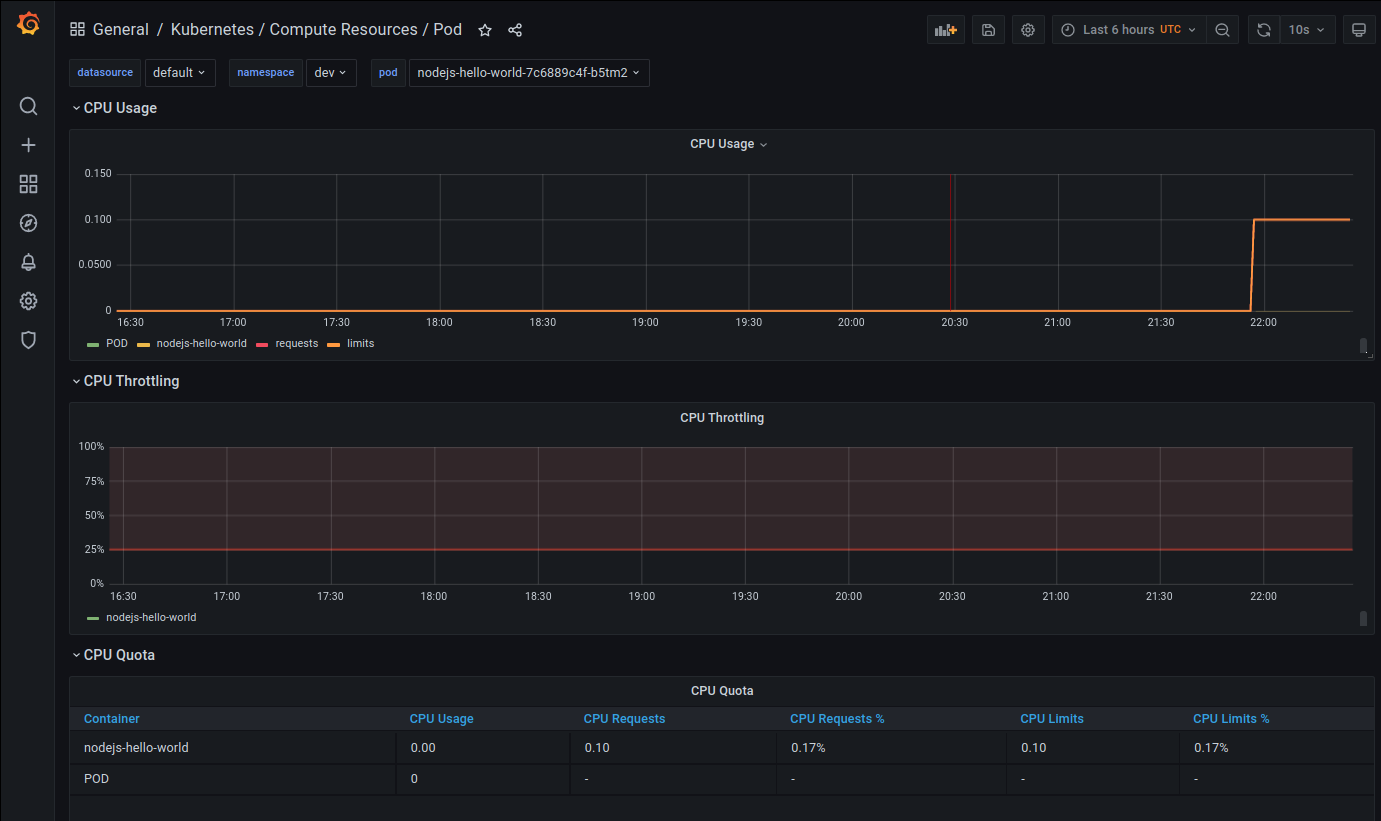 General / Kubernetes / Compute Resources / Pod
Last 6 hours UTC
10s
datasource default namespace dev pod nodejs-hello-world-7c6889c4f-b5tm2
CPU Usage
CPU Usage
0.150
0.100
0.0500
0
16:30 17:00 17:30 18:00 18:30 19:00 19:30 20:00 20:30 21:00 21:30 22:00
POD nodejs-hello-world requests limits
CPU Throttling
CPU Throttling
100%
75%
50%
25%
0%
16:30 17:00 17:30 18:00 18:30 19:00 19:30 20:00 20:30 21:00 21:30 22:00
nodejs-hello-world
CPU Quota
CPU Quota
Container CPU Usage CPU Requests CPU Requests % CPU Limits CPU Limits %
nodejs-hello-world 0.00 0.10 0.17% 0.10 0.17%
POD 0 - - - -